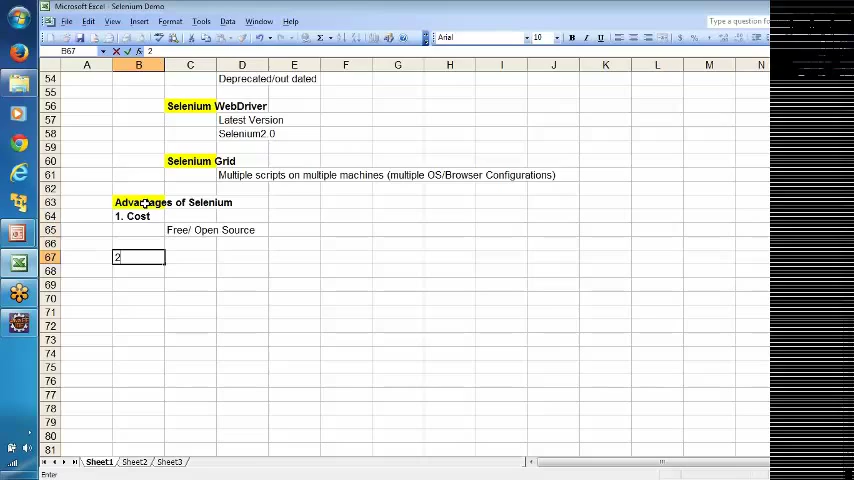 Microsoft Excel - Selenium Demo
File Edit View Insert Format Tools Data Window Help Type a question f
Arial 10 B I U
B67 2
A B C D E F G H I J K L M N
54 Deprecated/out dated
55
56 Selenium WebDriver
57 Latest Version
58 Selenium2.0
59
60 Selenium Grid
61 Multiple scripts on multiple machines (multiple OS/Browser Configurations)
62
63 Advantages of Selenium
64 1. Cost
65 Free/ Open Source
66
67 2
68
69
70
71
72
73
74
75
76
77
78
79
80
81
Sheet1 Sheet2 Sheet3
Enter